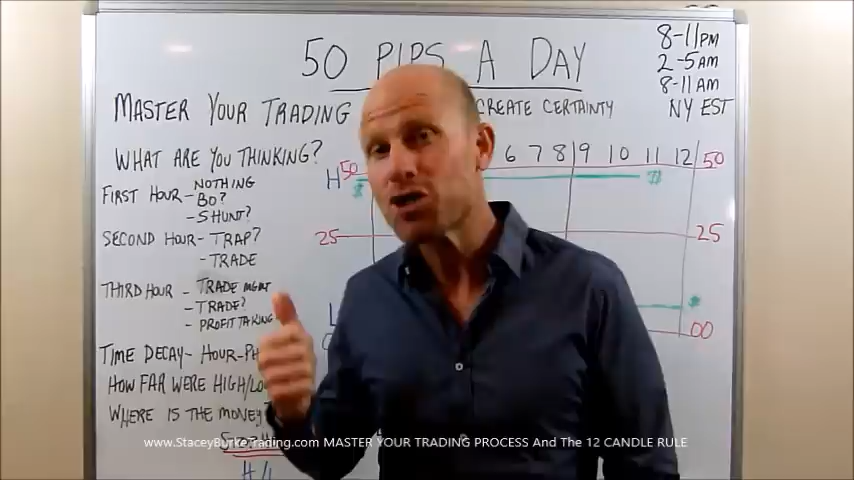 50 PIPS A DAY
8-11PM
2-5AM
8-11AM
NY EST
MASTER YOUR TRADING CREATE CERTAINTY
WHAT ARE YOU THINKING?
FIRST HOUR - NOTHING
- BO?
- SHUNT?
SECOND HOUR - TRAP?
- TRADE
THIRD HOUR - TRADE MGMT
- TRADE?
- PROFIT TAKING
TIME DECAY - HOUR-
HOW FAR WERE HIGH/LO
WHERE IS THE MONEY?
H/L
6 7 8 9 10 11 12
H 50 50
25 25
L 00
www.StaceyBurkeTrading.com MASTER YOUR TRADING PROCESS And The 12 CANDLE RULE